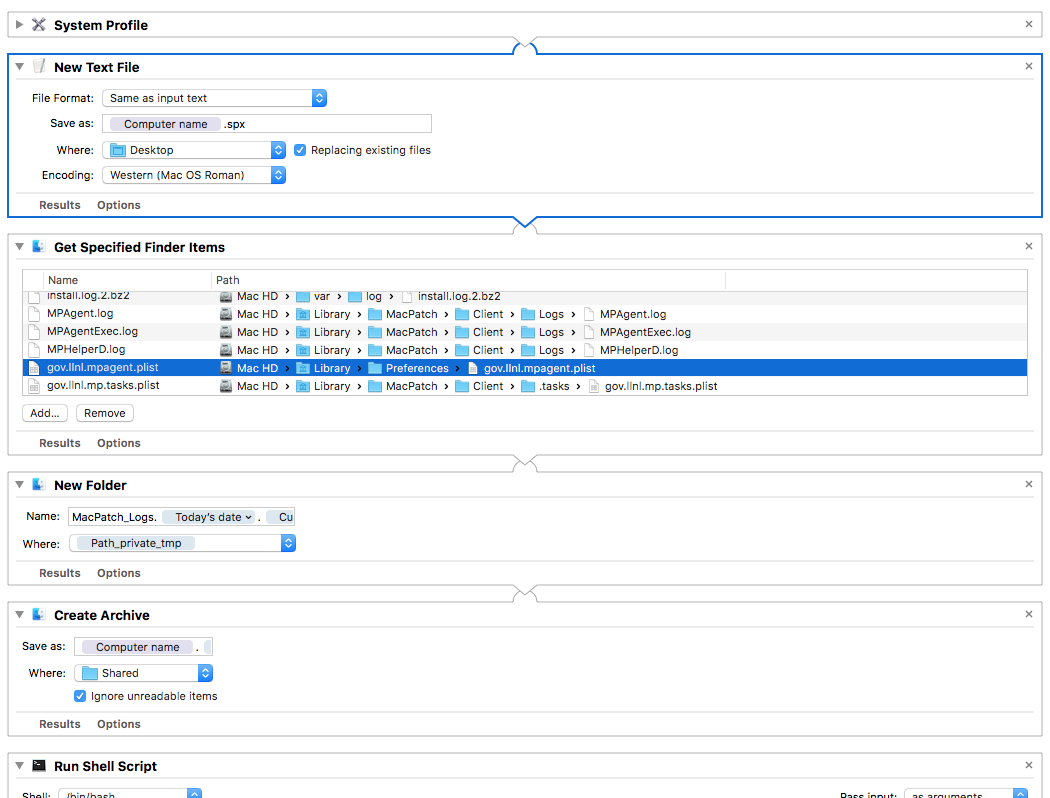 System Profile
New Text File
File Format: Same as input text
Save as: Computer name .spx
Where: Desktop Replacing existing files
Encoding: Western (Mac OS Roman)
Results Options
Get Specified Finder Items
Name Path
install.log.2.bz2 Mac HD › var › log › install.log.2.bz2
MPAgent.log Mac HD › Library › MacPatch › Client › Logs › MPAgent.log
MPAgentExec.log Mac HD › Library › MacPatch › Client › Logs › MPAgentExec.log
MPHelperD.log Mac HD › Library › MacPatch › Client › Logs › MPHelperD.log
gov.llnl.mpagent.plist Mac HD › Library › Preferences › gov.llnl.mpagent.plist
gov.llnl.mp.tasks.plist Mac HD › Library › MacPatch › Client › .tasks › gov.llnl.mp.tasks.plist
Add... Remove
Results Options
New Folder
Name: MacPatch_Logs. Today's date . Cu
Where: Path_private_tmp
Results Options
Create Archive
Save as: Computer name .
Where: Shared
Ignore unreadable items
Results Options
Run Shell Script
Shell: /bin/bash Pass input: as arguments